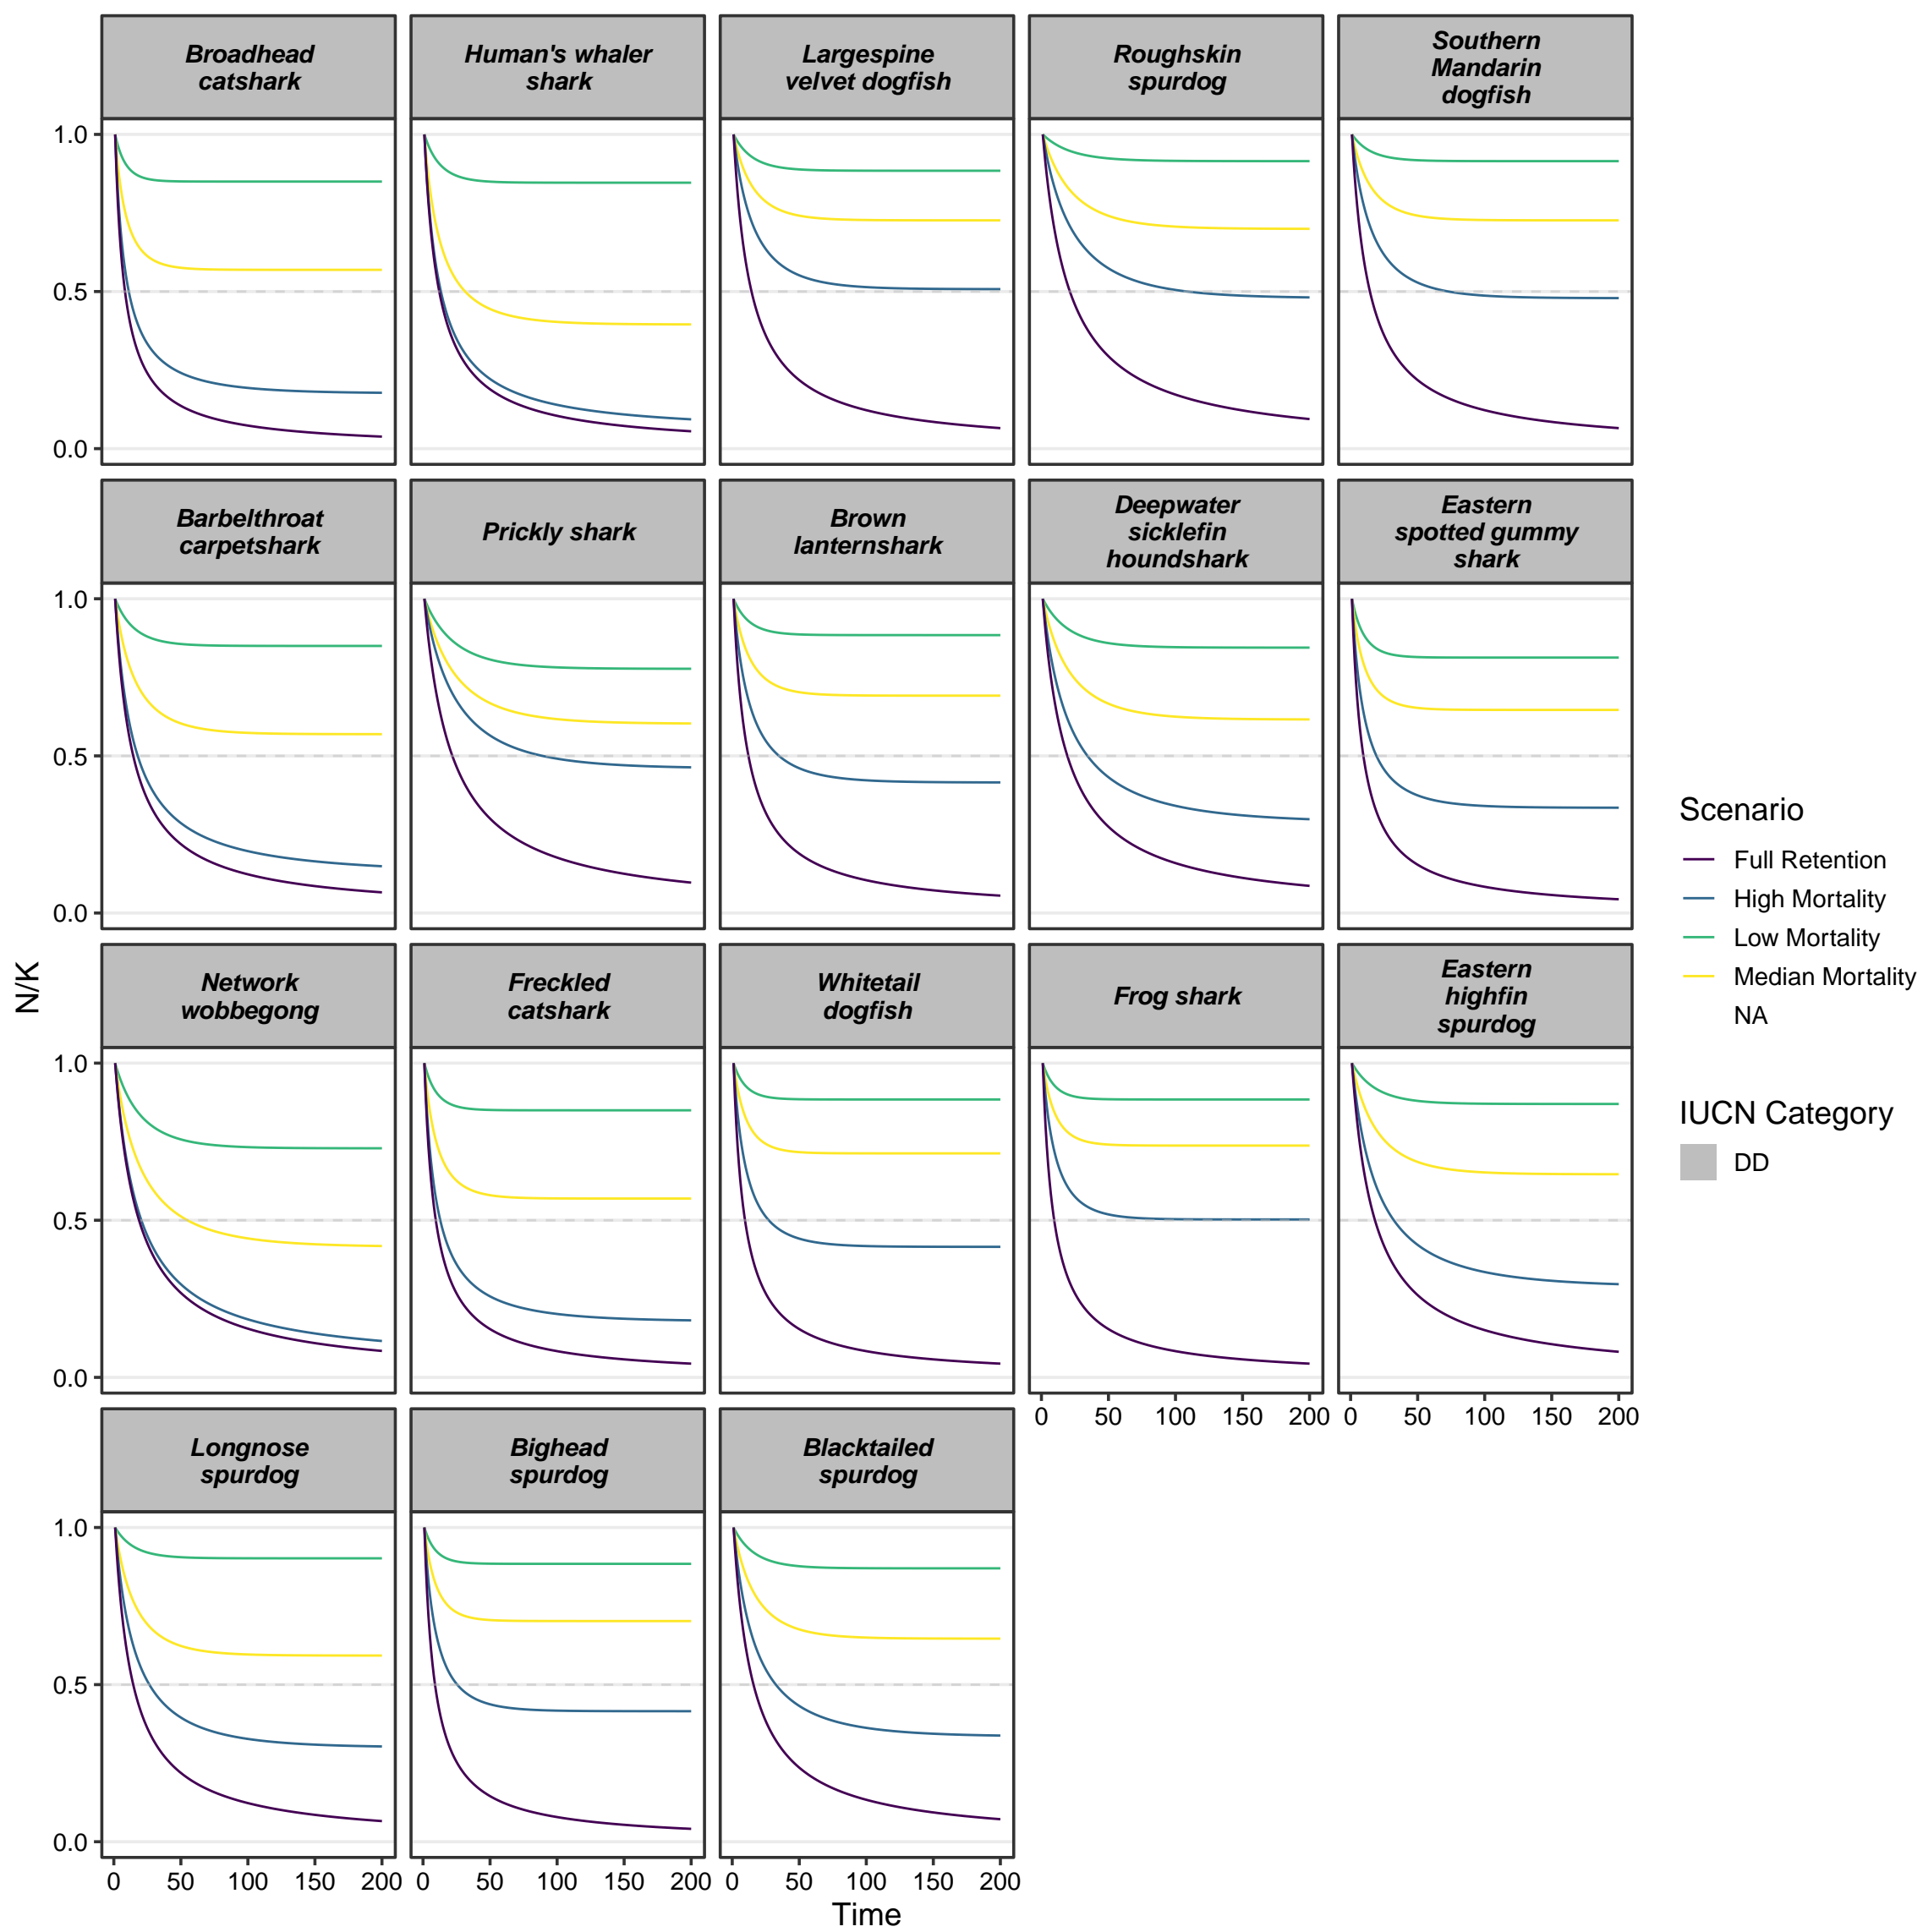 Broadhead
catshark
Human's whaler
shark
Largespine
velvet dogfish
Roughskin
spurdog
Southern
Mandarin
dogfish
1.0
0.5
0.0
Barbelthroat
carpetshark
Prickly shark
Brown
lanternshark
Deepwater
sicklefin
houndshark
Eastern
spotted gummy
shark
1.0
0.5
0.0
Network
wobbegong
Freckled
catshark
Whitetail
dogfish
Frog shark
Eastern
highfin
spurdog
1.0
0.5
0.0
0 50 100 150 200
0 50 100 150 200
Longnose
spurdog
Bighead
spurdog
Blacktailed
spurdog
1.0
0.5
0.0
0 50 100 150 200
0 50 100 150 200
0 50 100 150 200
Time
N/K
Scenario
Full Retention
High Mortality
Low Mortality
Median Mortality
NA
IUCN Category
DD